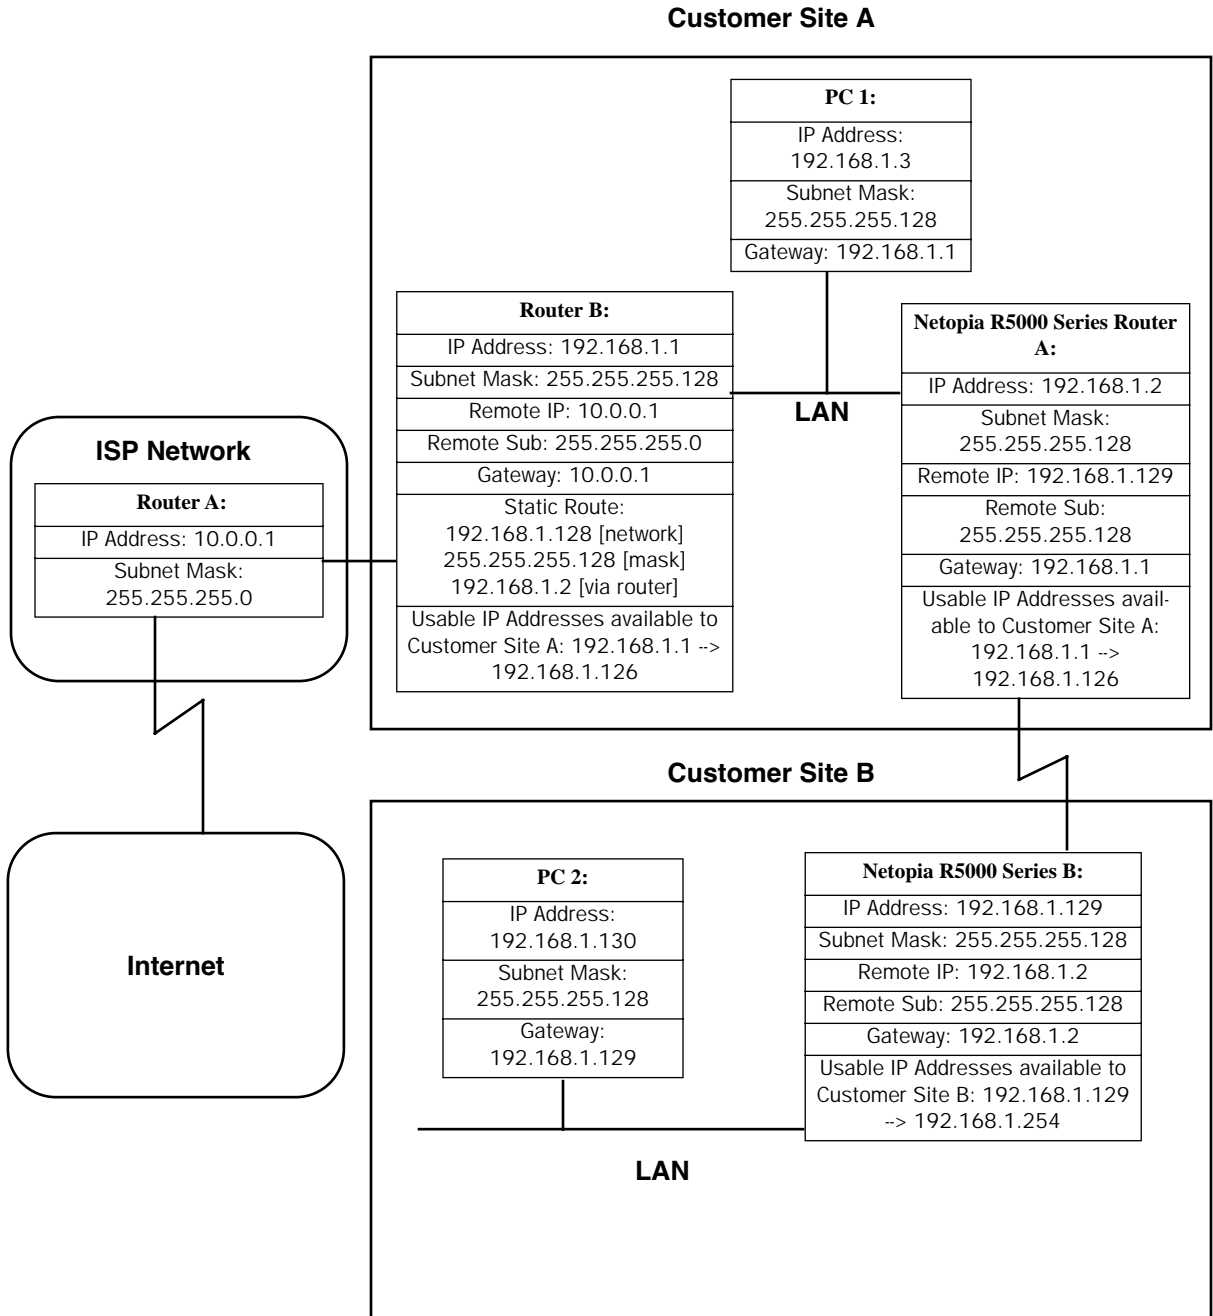 Customer Site A
PC 1:
IP Address:
192.168.1.3
Subnet Mask:
255.255.255.128
Gateway: 192.168.1.1
Router B:
IP Address: 192.168.1.1
Subnet Mask: 255.255.255.128
Remote IP: 10.0.0.1
Remote Sub: 255.255.255.0
Gateway: 10.0.0.1
Static Route:
192.168.1.128 [network]
255.255.255.128 [mask]
192.168.1.2 [via router]
Usable IP Addresses available to
Customer Site A: 192.168.1.1 -->
192.168.1.126
LAN
Netopia R5000 Series Router
A:
IP Address: 192.168.1.2
Subnet Mask:
255.255.255.128
Remote IP: 192.168.1.129
Remote Sub:
255.255.255.128
Gateway: 192.168.1.1
Usable IP Addresses avail-
able to Customer Site A:
192.168.1.1 -->
192.168.1.126
ISP Network
Router A:
IP Address: 10.0.0.1
Subnet Mask:
255.255.255.0
Internet
Customer Site B
PC 2:
IP Address:
192.168.1.130
Subnet Mask:
255.255.255.128
Gateway:
192.168.1.129
Netopia R5000 Series B:
IP Address: 192.168.1.129
Subnet Mask: 255.255.255.128
Remote IP: 192.168.1.2
Remote Sub: 255.255.255.128
Gateway: 192.168.1.2
Usable IP Addresses available to
Customer Site B: 192.168.1.129
--> 192.168.1.254
LAN